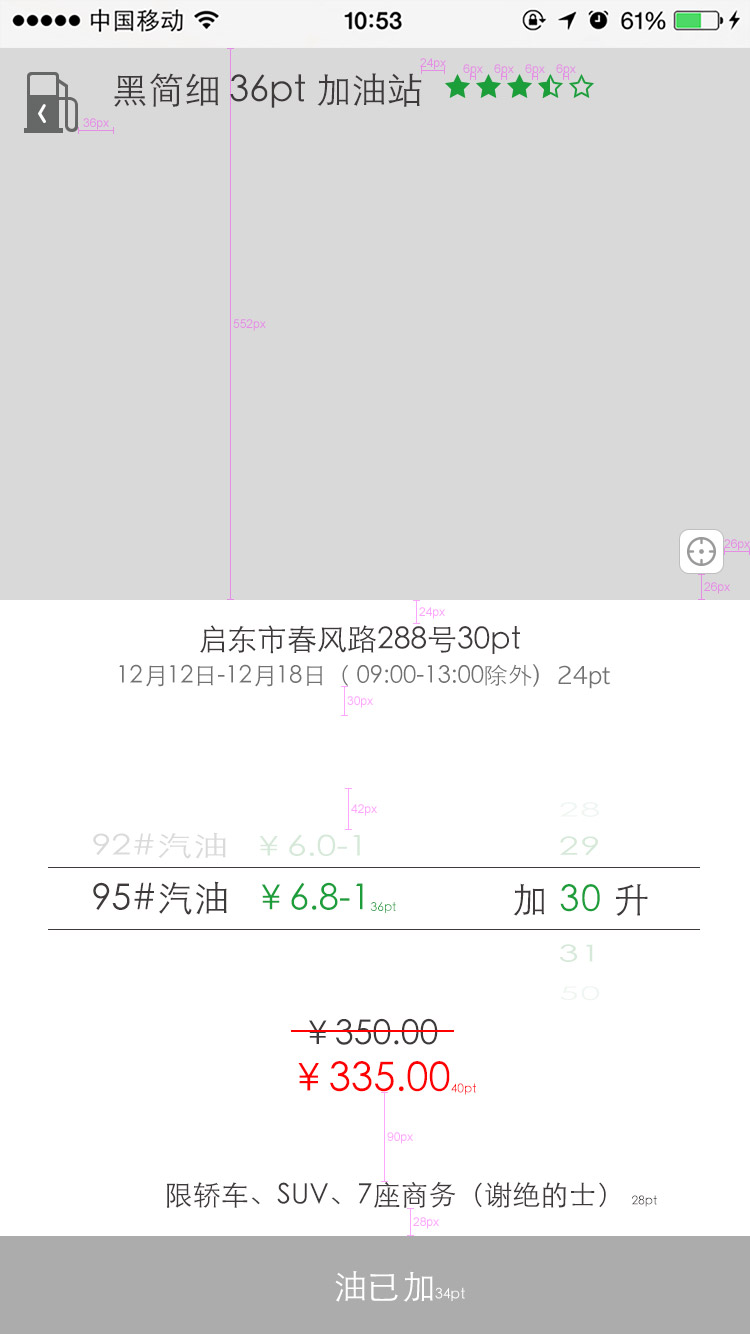 中国移动 10:53 61%
24px 6px 6px 6px 6px
黑简细 36pt 加油站
36px
552px
26px
26px
24px
启东市春风路288号30pt
12月12日-12月18日（09:00-13:00除外） 24pt
30px
42px
28
92#汽油 ￥6.0-1 29
95#汽油 ￥6.8-1 36pt 加 30 升
31
50
￥350.00
￥335.00 40pt
90px
限轿车、SUV、7座商务（谢绝的士） 28pt
28px
油已加34pt